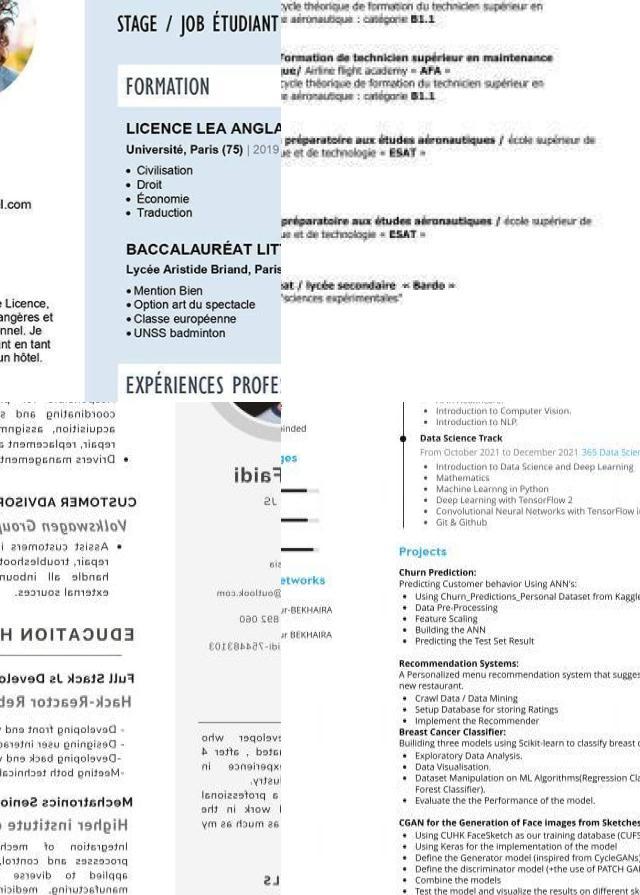 STAGE / JOB ÉTUDIANT
FORMATION
LICENCE LEA ANGLA
Université, Paris (75) | 2019
• Civilisation
• Droit
• Économie
• Traduction
l.com
BACCALAURÉAT LIT
Lycée Aristide Briand, Paris
• Mention Bien
• Option art du spectacle
• Classe européenne
• UNSS badminton
Licence,
angères et
nnel. Je
nt en tant
un hôtel.
EXPÉRIENCES PROFE
cycle théorique de formation du technicien supérieur en
aéronautique : catégorie B1.1
formation de technicien supérieur en maintenance
que/ Airline flight academy « AFA »
cycle théorique de formation du technicien supérieur en
aéronautique : catégorie B1.1
préparatoire aux études aéronautiques / école supérieur de
ue et de technologie « ESAT »
préparatoire aux études aéronautiques / école supérieur de
ue et de technologie « ESAT »
at / lycée secondaire « Bardo »
"sciences expérimentales"
coordinating and s
acquisition, assignm
repair, replacement a
• Drivers management
CUSTOMER ADVISOR
Volkswagen Group
• Assist customers i
repair, troubleshoot
handle all inboun
external sources.
EDUCATION H
Full Stack Js Develo
Hack-Reactor Reb
- Developing front end v
- Designing user interac
-Developing back end v
-Meeting both technical
Mechatronics Senio
Higher institute o
Integration of mech
processes and control,
applied to diverse
manufacturing, medicin
Faidi
JS
sia
@outlook.com
892 060
idi-754483103
veloper who
ated , after 4
experience in
ustry.
a professional
l work in the
as much as my
LS
inded
ges
etworks
ur-BEKHAIRA
ur BEKHAIRA
• Introduction to Computer Vision.
• Introduction to NLP.
Data Science Track
From October 2021 to December 2021 365 Data Scien
• Introduction to Data Science and Deep Learning
• Mathematics
• Machine Learnng in Python
• Deep Learning with TensorFlow 2
• Convolutional Neural Networks with TensorFlow i
• Git & Github
Projects
Churn Prediction:
Predicting Customer behavior Using ANN's:
• Using Churn_Predictions_Personal Dataset from Kaggle
• Data Pre-Processing
• Feature Scaling
• Building the ANN
• Predicting the Test Set Result
Recommendation Systems:
A Personalized menu recommendation system that sugges
new restaurant.
• Crawl Data / Data Mining
• Setup Database for storing Ratings
• Implement the Recommender
Breast Cancer Classifier:
Builiding three models using Scikit-learn to classify breast c
• Exploratory Data Analysis.
• Data Visualisation.
• Dataset Manipulation on ML Algorithms(Regression Cla
Forest Classifier).
• Evaluate the the Performance of the model.
CGAN for the Generation of Face images from Sketches
• Using CUHK FaceSketch as our training database (CUFS
• Using Keras for the implementation of the model
• Define the Generator model (inspired from CycleGANs)
• Define the discriminator model (+the use of PATCH GA
• Combine the models
• Test the model and visualize the results on different sk